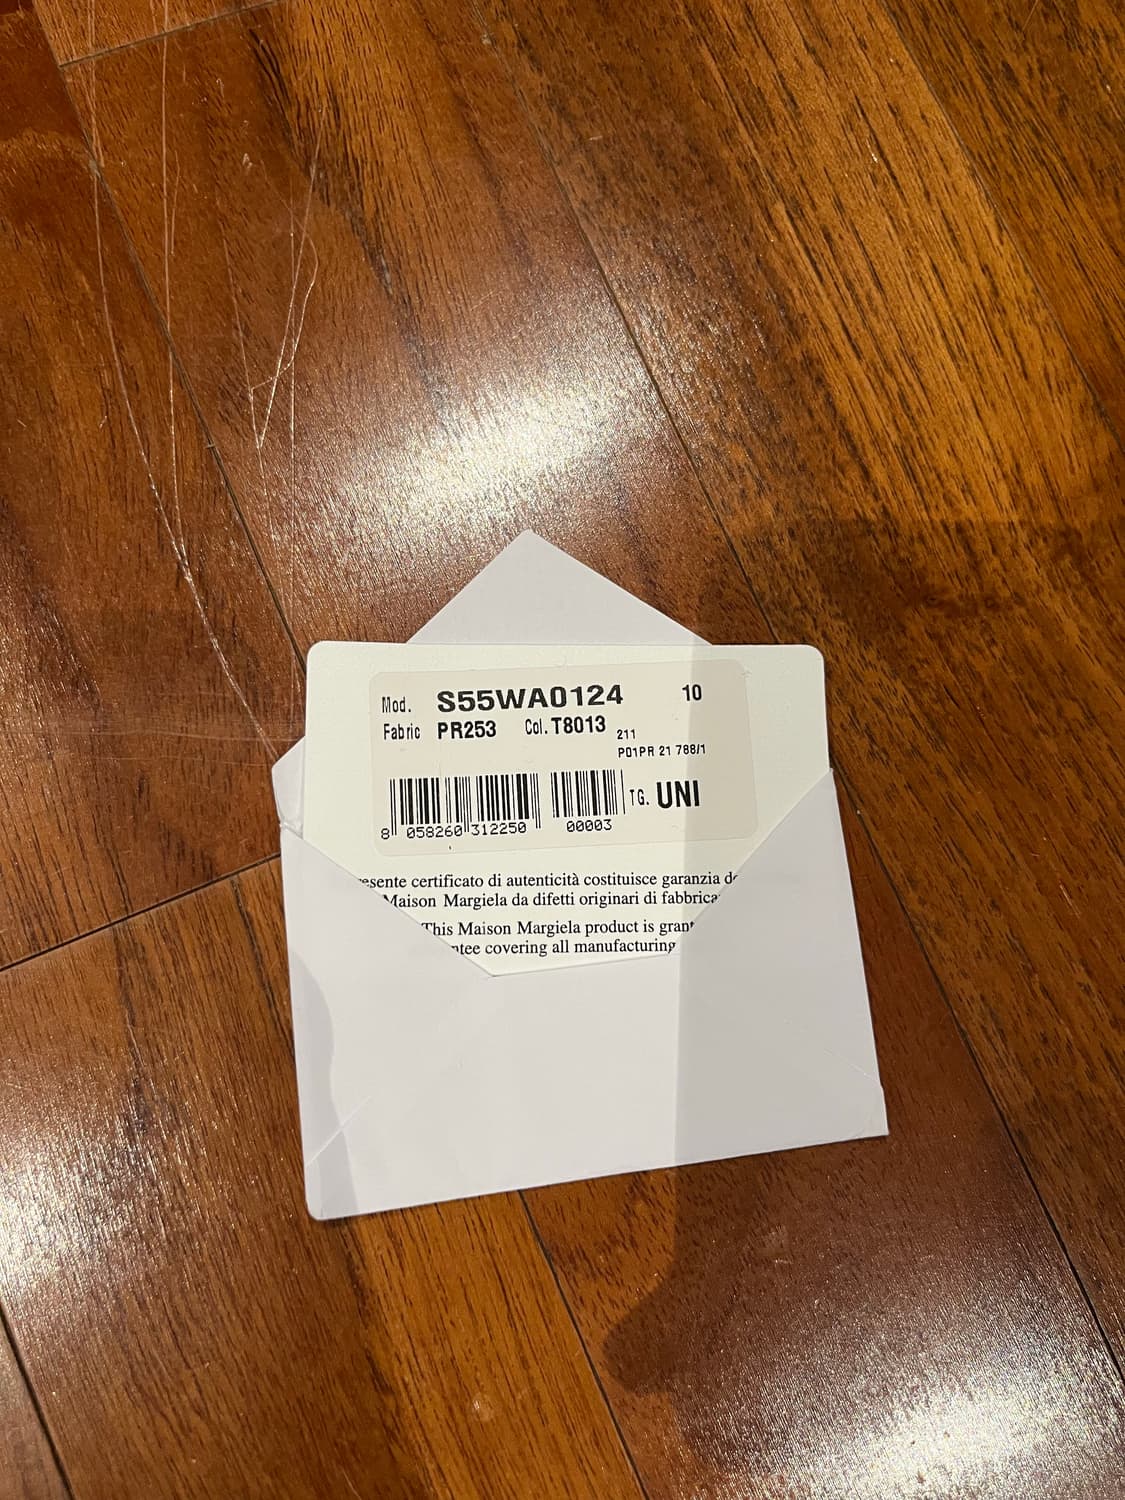 Mod. S55WA0124 10
Fabric PR253 Col. T8013 211
P01PR 21 788/1
TG. UNI
8 058260 312250 00003
esente certificato di autenticità costituisce garanzia d
Maison Margiela da difetti originari di fabbrica
This Maison Margiela product is grant
ntee covering all manufacturing